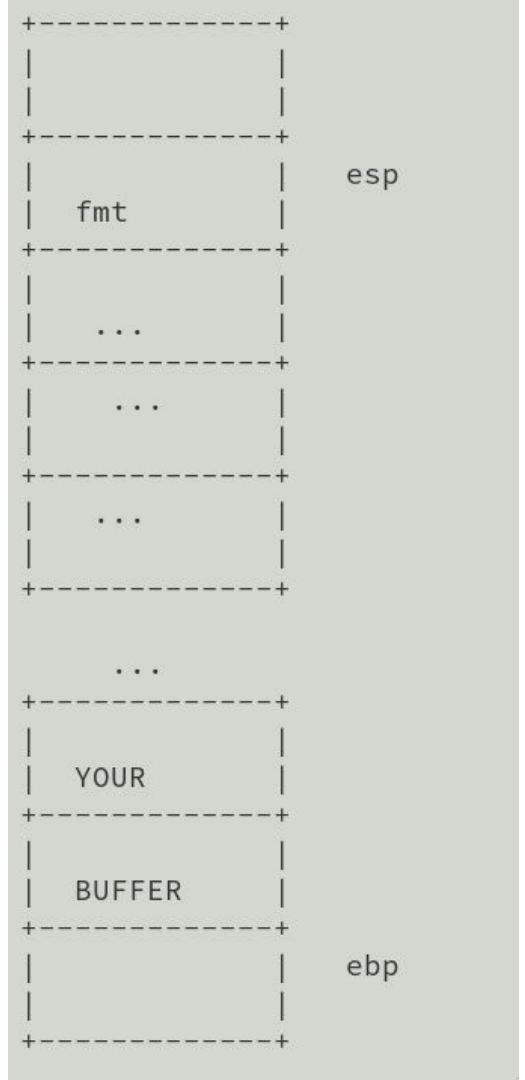 +-------------+
|             |
|             |
+-------------+
|             |   esp
|  fmt        |
+-------------+
|             |
|   ...       |
+-------------+
|    ...      |
|             |
+-------------+
|   ...       |
|             |
+-------------+
    ...
+-------------+
|             |
|  YOUR       |
+-------------+
|             |
|  BUFFER     |
+-------------+
|             |   ebp
|             |
+-------------+